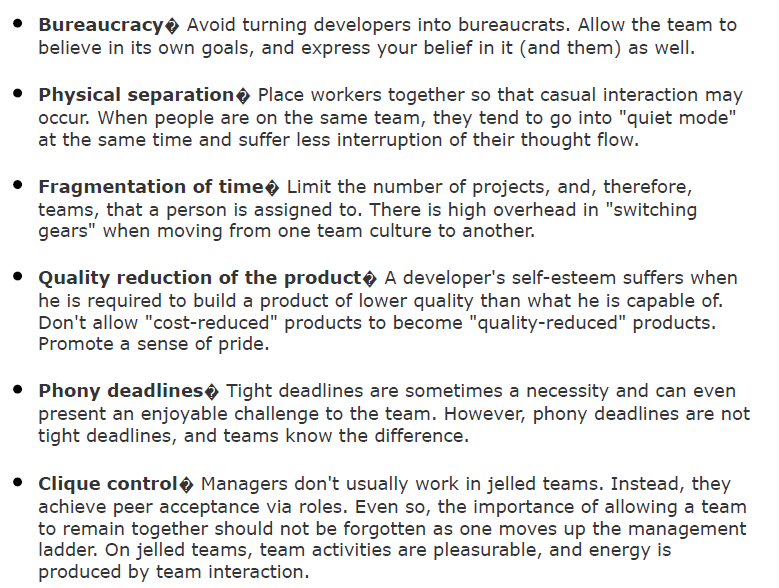 • Bureaucracy� Avoid turning developers into bureaucrats. Allow the team to
believe in its own goals, and express your belief in it (and them) as well.
• Physical separation� Place workers together so that casual interaction may
occur. When people are on the same team, they tend to go into "quiet mode"
at the same time and suffer less interruption of their thought flow.
• Fragmentation of time� Limit the number of projects, and, therefore,
teams, that a person is assigned to. There is high overhead in "switching
gears" when moving from one team culture to another.
• Quality reduction of the product� A developer's self-esteem suffers when
he is required to build a product of lower quality than what he is capable of.
Don't allow "cost-reduced" products to become "quality-reduced" products.
Promote a sense of pride.
• Phony deadlines� Tight deadlines are sometimes a necessity and can even
present an enjoyable challenge to the team. However, phony deadlines are not
tight deadlines, and teams know the difference.
• Clique control� Managers don't usually work in jelled teams. Instead, they
achieve peer acceptance via roles. Even so, the importance of allowing a team
to remain together should not be forgotten as one moves up the management
ladder. On jelled teams, team activities are pleasurable, and energy is
produced by team interaction.